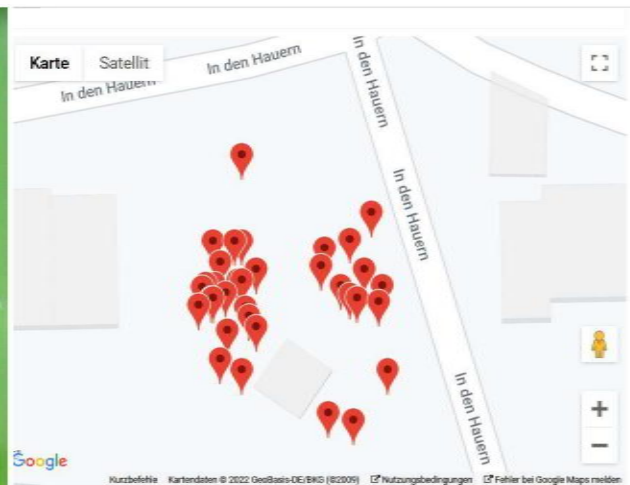 Karte Satellit
In den Hauern
In den Hauern
In den Hauern
In den Hauern
In den Hauern
Google
Kurzbefehle Kartendaten © 2022 GeoBasis-DE/BKG (©2009) Nutzungsbedingungen Fehler bei Google Maps melden